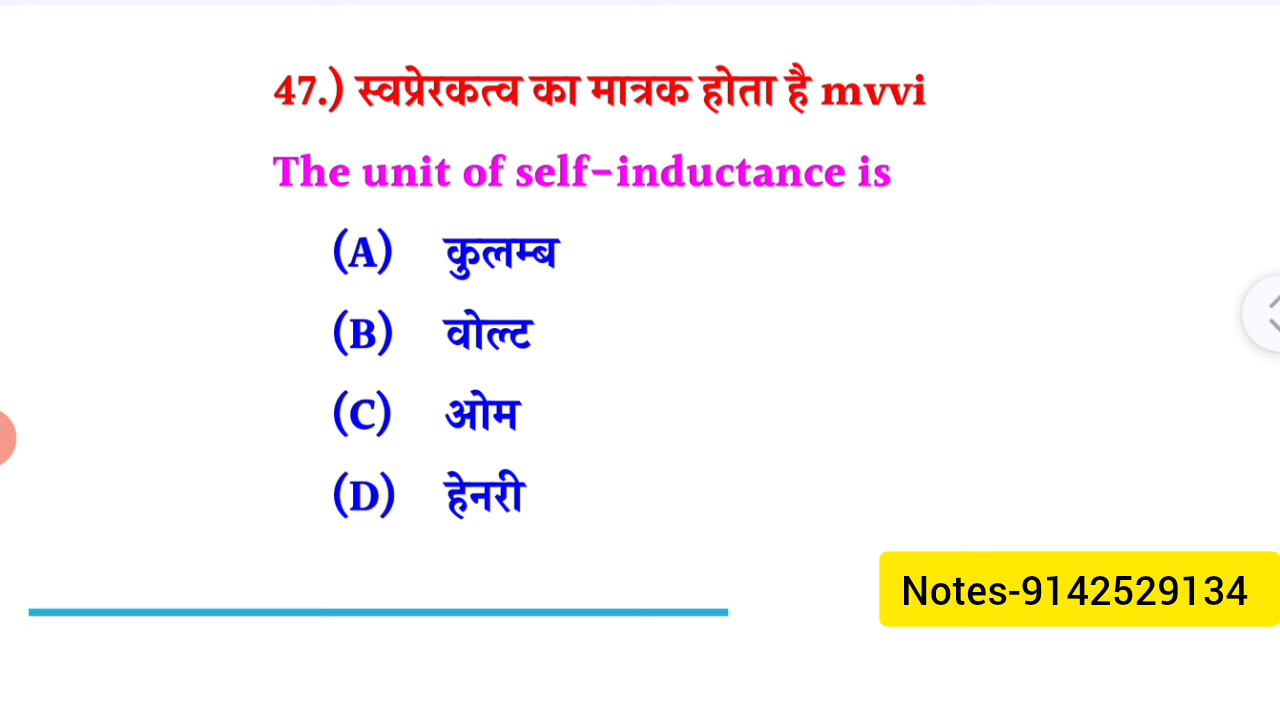 47.) स्वप्रेरकत्व का मात्रक होता है mvvi
The unit of self-inductance is
(A) कुलम्ब
(B) वोल्ट
(C) ओम
(D) हेनरी
Notes-9142529134